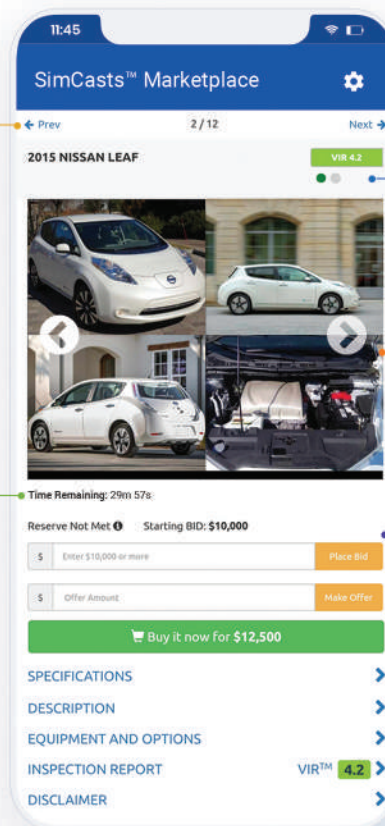 11:45
SimCasts™ Marketplace
← Prev 2 / 12 Next →
2015 NISSAN LEAF VIR 4.2
Time Remaining: 29m 57s
Reserve Not Met Starting BID: $10,000
$ Enter $10,000 or more Place Bid
$ Offer Amount Make Offer
Buy it now for $12,500
SPECIFICATIONS
DESCRIPTION
EQUIPMENT AND OPTIONS
INSPECTION REPORT VIR™ 4.2
DISCLAIMER